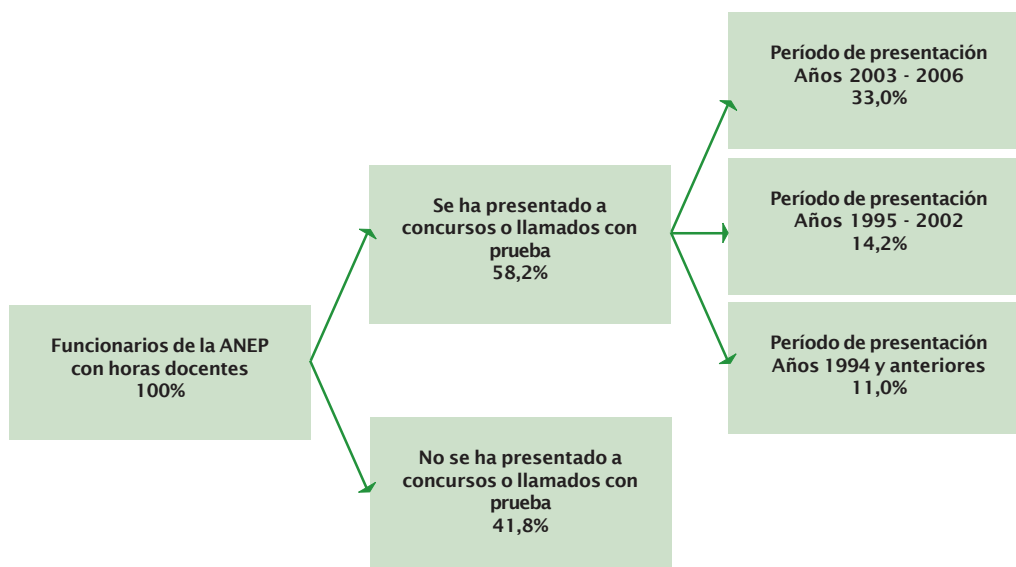 Funcionarios de la ANEP
con horas docentes
100%
Se ha presentado a
concursos o llamados con
prueba
58,2%
No se ha presentado a
concursos o llamados con
prueba
41,8%
Período de presentación
Años 2003 - 2006
33,0%
Período de presentación
Años 1995 - 2002
14,2%
Período de presentación
Años 1994 y anteriores
11,0%